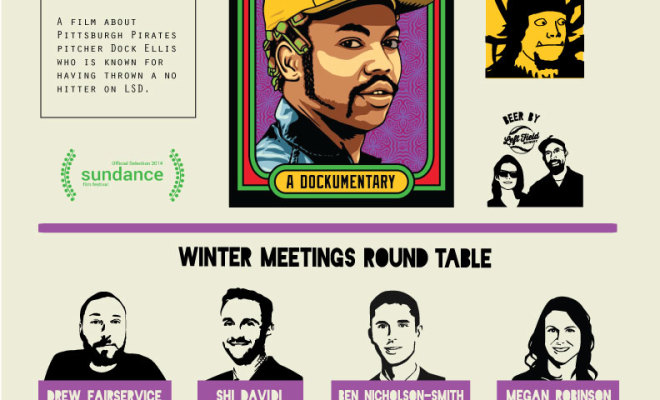 A film about
Pittsburgh Pirates
pitcher Dock Ellis
who is known for
having thrown a no
hitter on LSD.
Official Selection 2014
sundance
film festival
A DOCKUMENTARY
BEER BY
Left Field
BREWERY
WINTER MEETINGS ROUND TABLE
DREW FAIRSERVICE
SHI DAVIDI
BEN NICHOLSON-SMITH
MEGAN ROBINSON